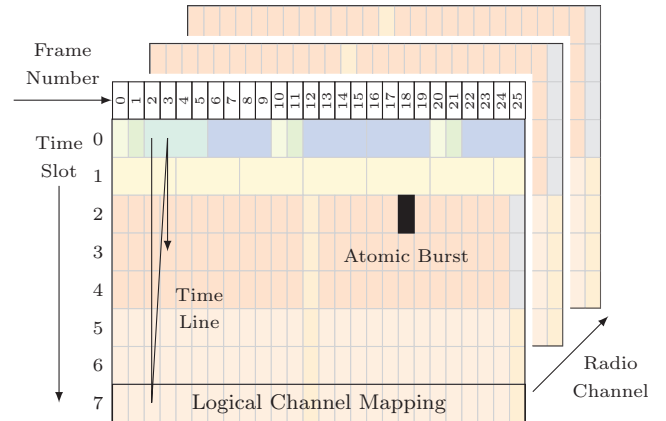 Frame
Number
0 1 2 3 4 5 6 7 8 9 10 11 12 13 14 15 16 17 18 19 20 21 22 23 24 25
Time
Slot
0
1
2
3
4
5
6
7
Atomic Burst
Time
Line
Radio
Channel
Logical Channel Mapping